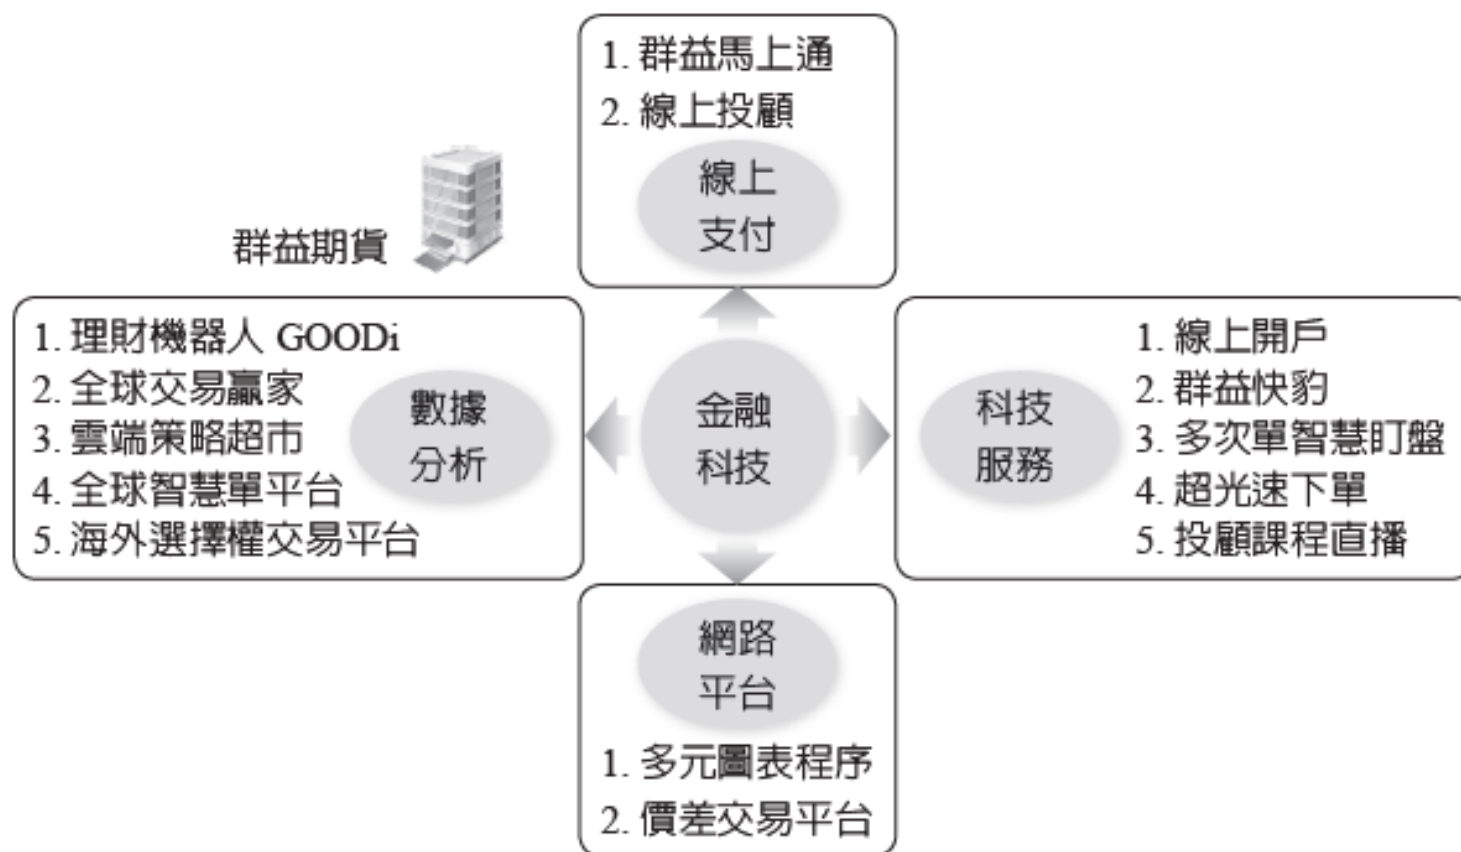 1. 群益馬上通
2. 線上投顧
線上
支付
群益期貨
1. 理財機器人 GOODi
2. 全球交易贏家
3. 雲端策略超市
4. 全球智慧單平台
5. 海外選擇權交易平台
數據
分析
金融
科技
科技
服務
1. 線上開戶
2. 群益快豹
3. 多次單智慧盯盤
4. 超光速下單
5. 投顧課程直播
網路
平台
1. 多元圖表程序
2. 價差交易平台